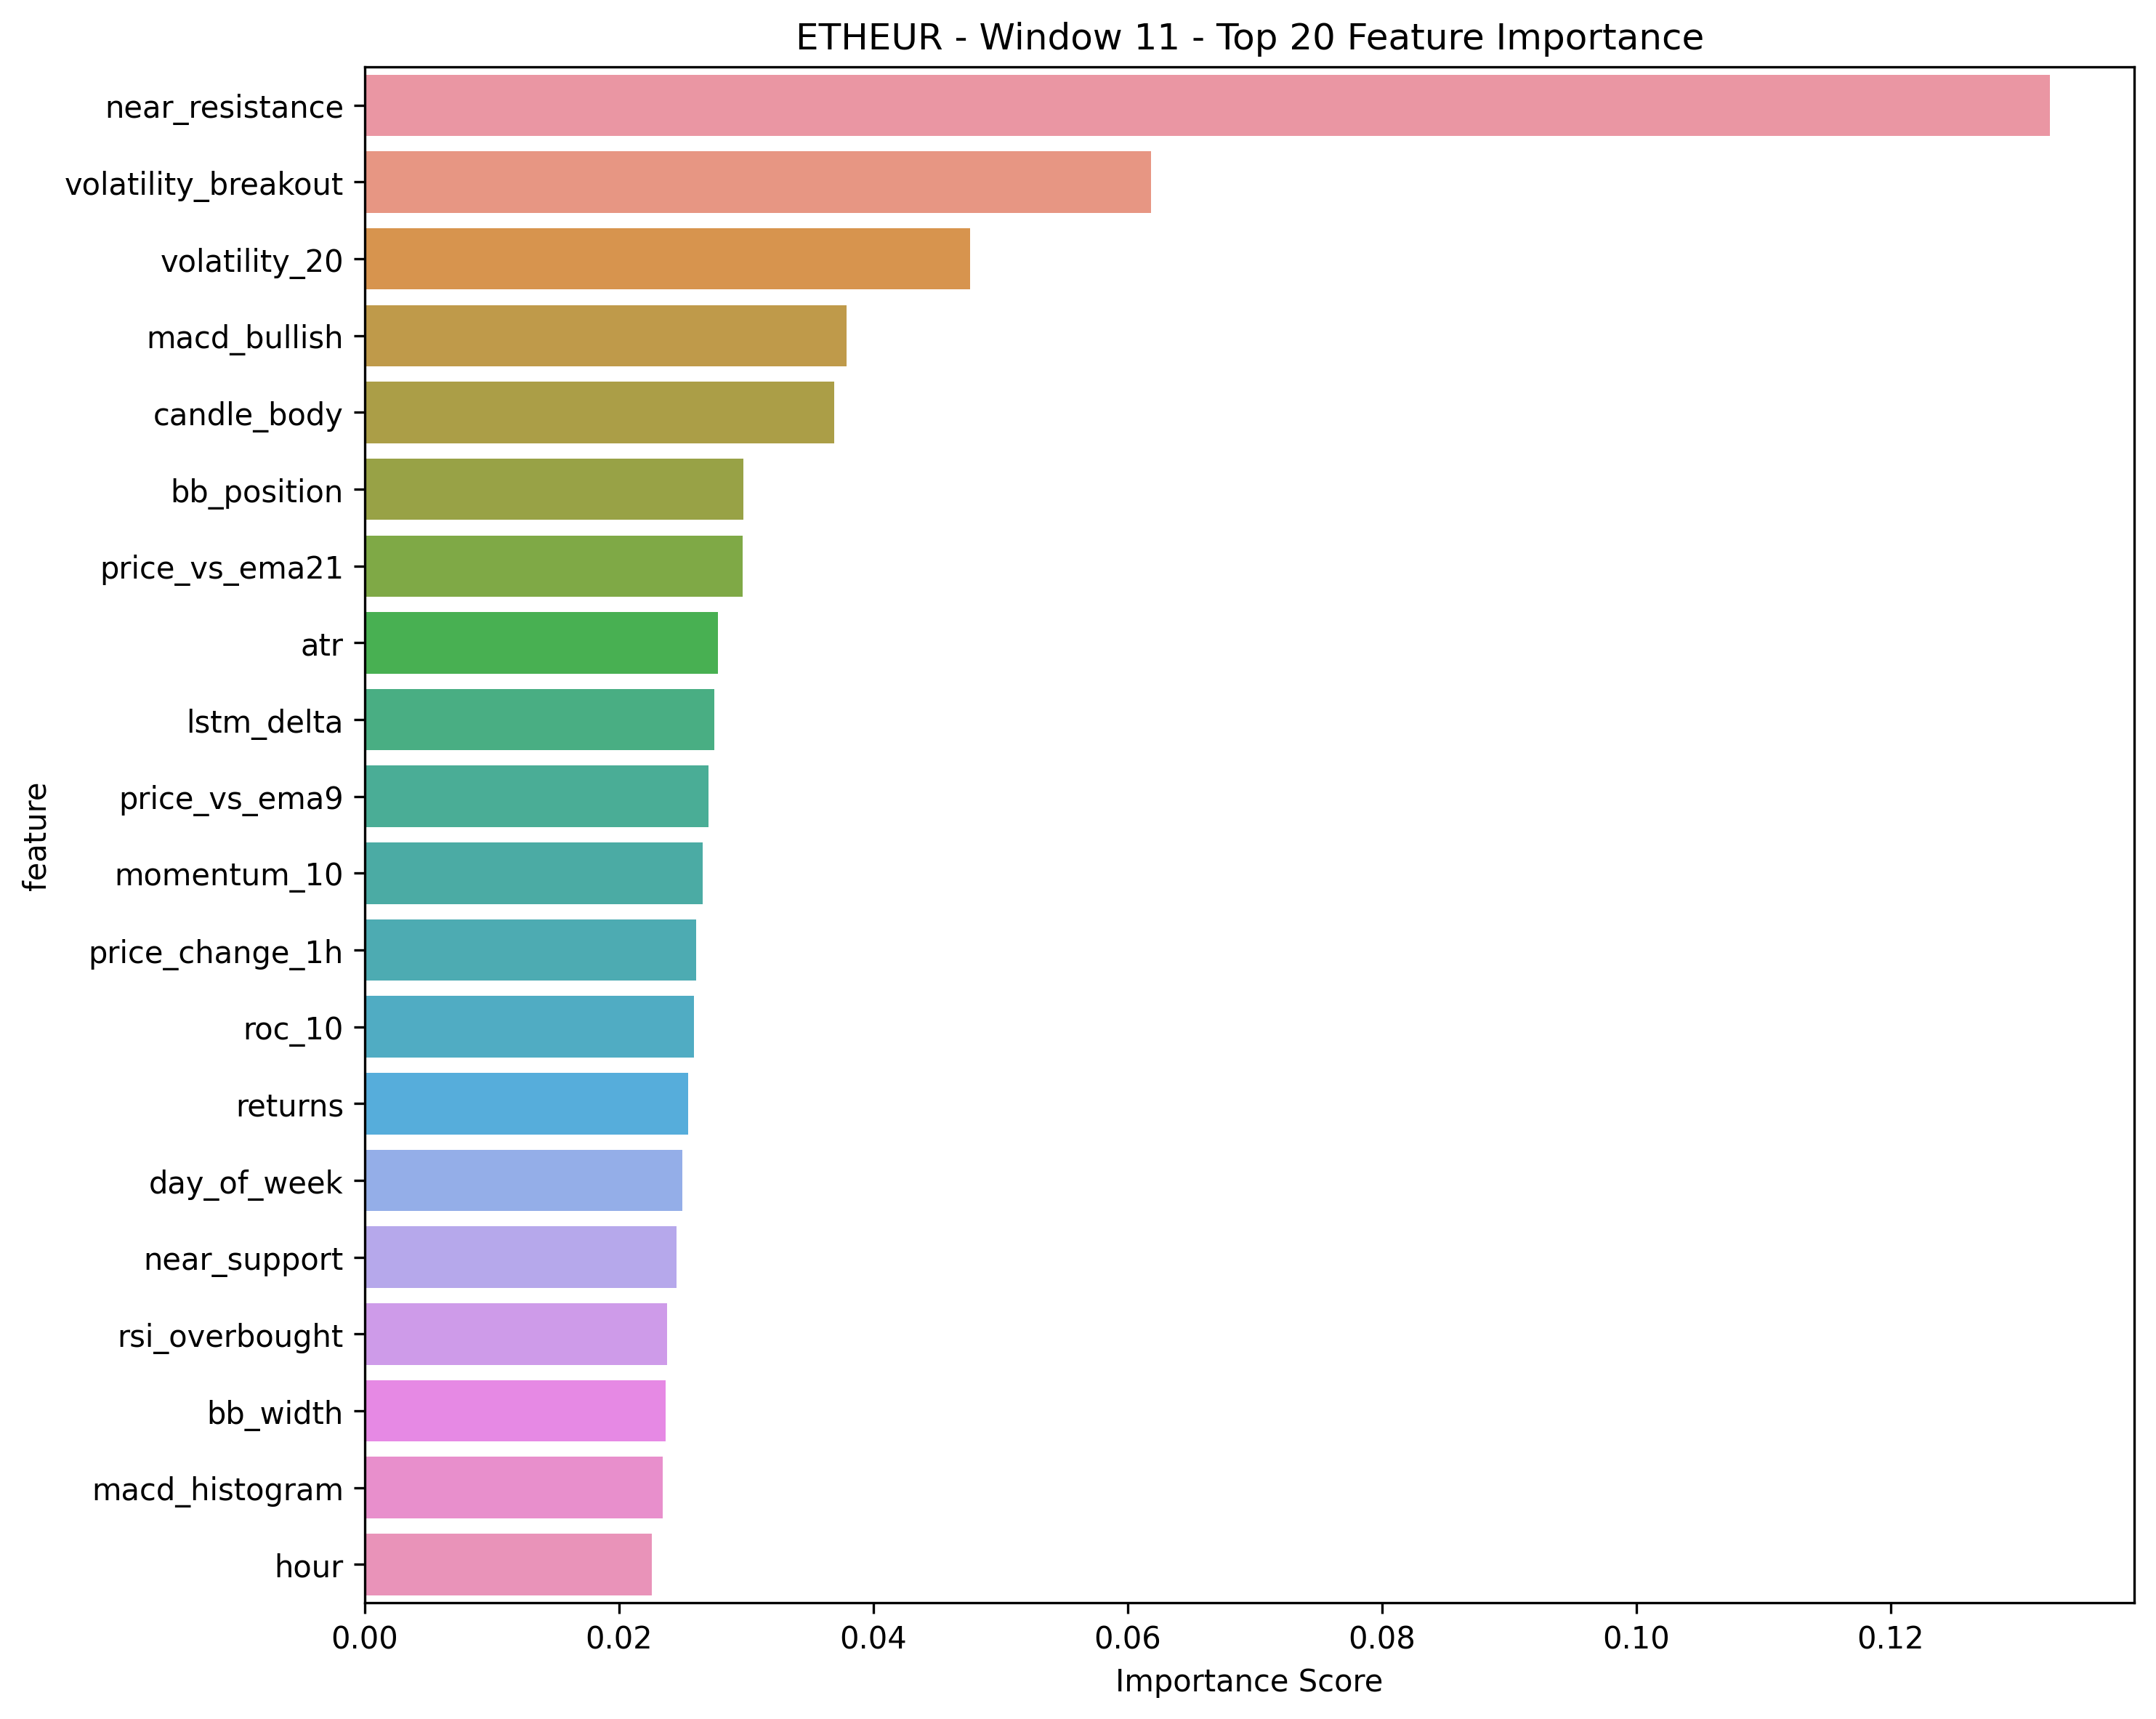 ETHEUR - Window 11 - Top 20 Feature Importance
near_resistance
volatility_breakout
volatility_20
macd_bullish
candle_body
bb_position
price_vs_ema21
atr
lstm_delta
price_vs_ema9
momentum_10
price_change_1h
roc_10
returns
day_of_week
near_support
rsi_overbought
bb_width
macd_histogram
hour
feature
0.00 0.02 0.04 0.06 0.08 0.10 0.12
Importance Score